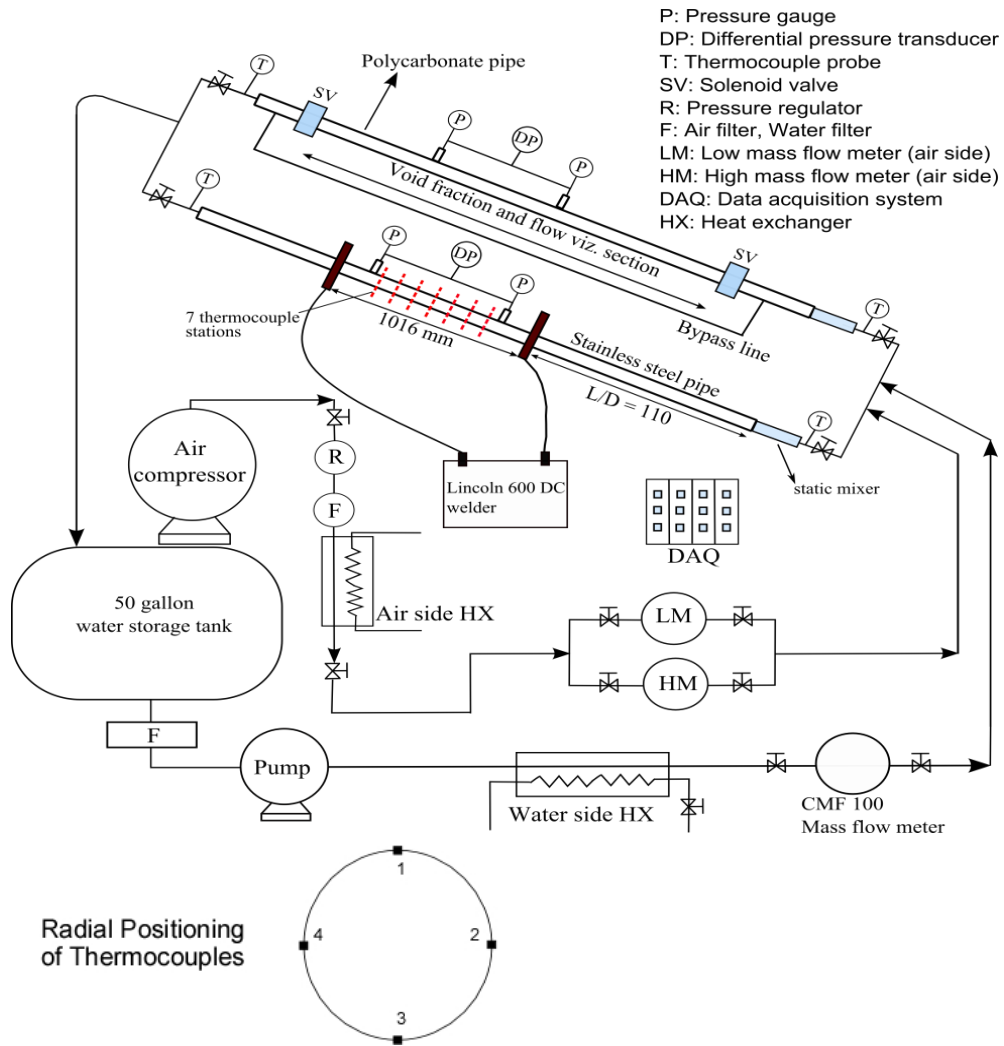 P: Pressure gauge
DP: Differential pressure transducer
T: Thermocouple probe
SV: Solenoid valve
R: Pressure regulator
F: Air filter, Water filter
LM: Low mass flow meter (air side)
HM: High mass flow meter (air side)
DAQ: Data acquisition system
HX: Heat exchanger
Polycarbonate pipe
T
SV
P
DP
P
Void fraction and flow viz. section
SV
T
Bypass line
T
P
DP
P
7 thermocouple
stations
1016 mm
Stainless steel pipe
L/D = 110
T
static mixer
Air
compressor
R
F
Lincoln 600 DC
welder
DAQ
Air side HX
50 gallon
water storage tank
LM
HM
F
Pump
Water side HX
CMF 100
Mass flow meter
Radial Positioning
of Thermocouples
1
2
3
4